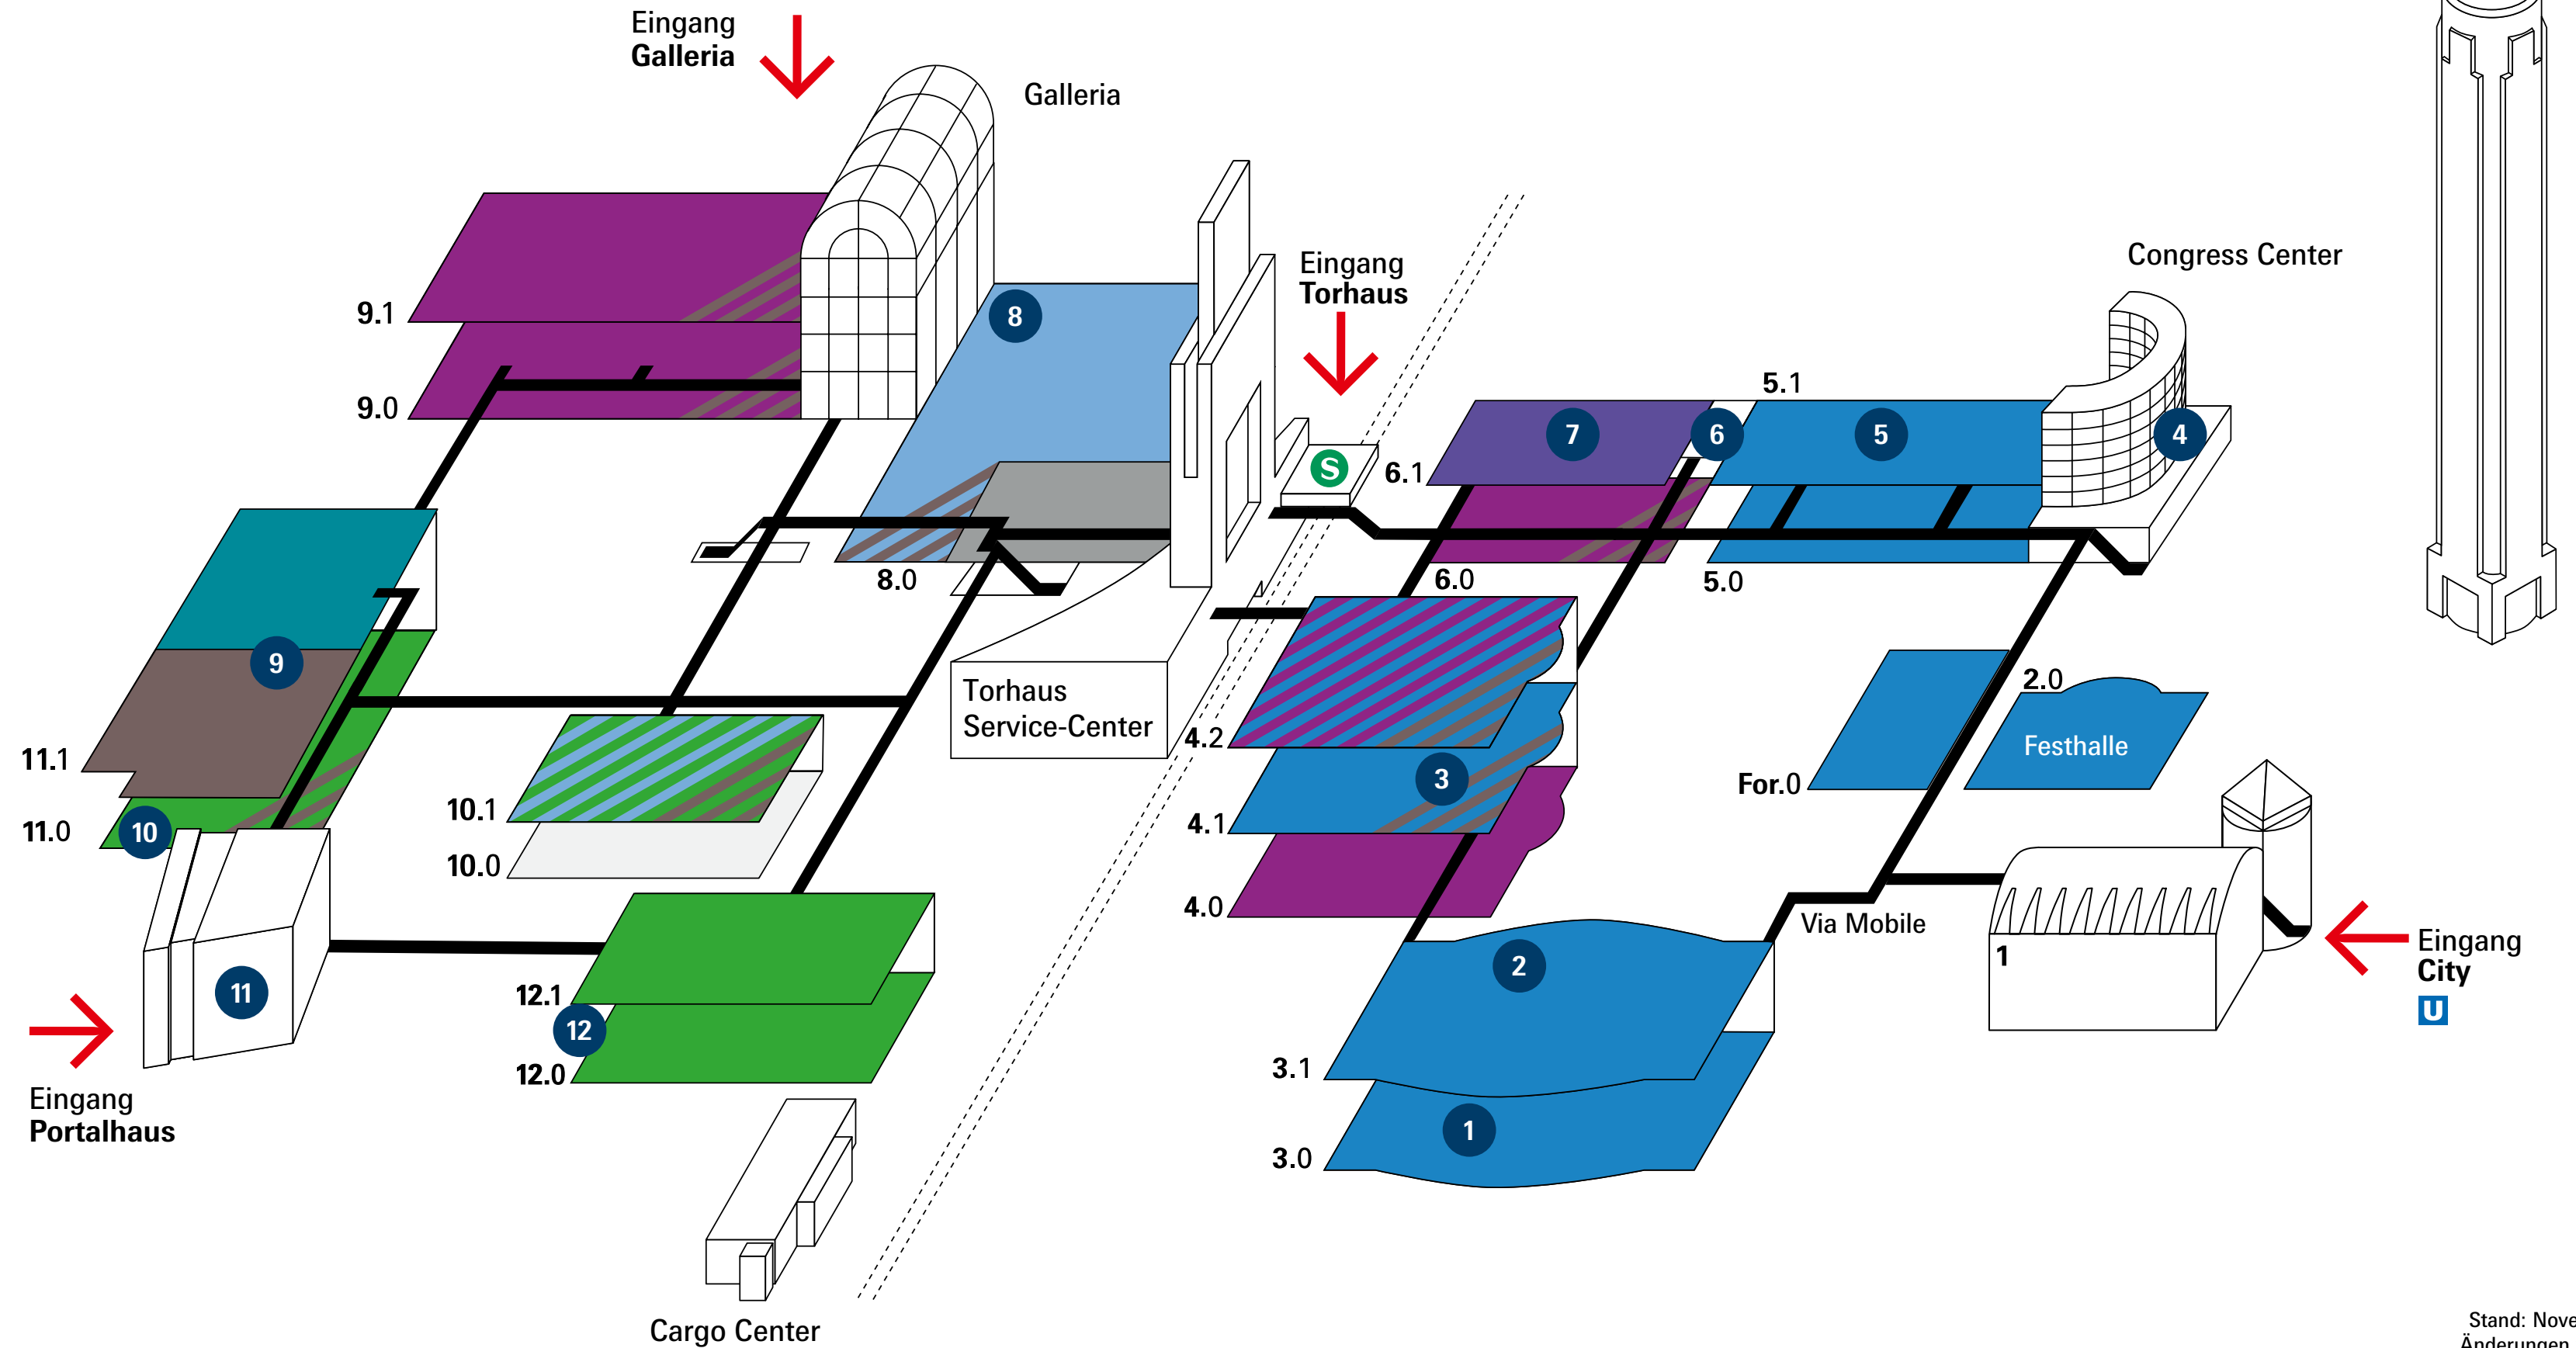 Eingang
Galleria
Galleria
9.1
9.0
8
8.0
Eingang
Torhaus
S
Congress Center
5.1
7
6
5
4
6.1
6.0
5.0
9
11.1
10
11.0
10.1
10.0
Torhaus
Service-Center
4.2
3
4.1
4.0
For.0
2.0
Festhalle
Via Mobile
1
Eingang
City
U
11
Eingang
Portalhaus
12.1
12
12.0
2
3.1
1
3.0
Cargo Center
Stand:
Änderungen